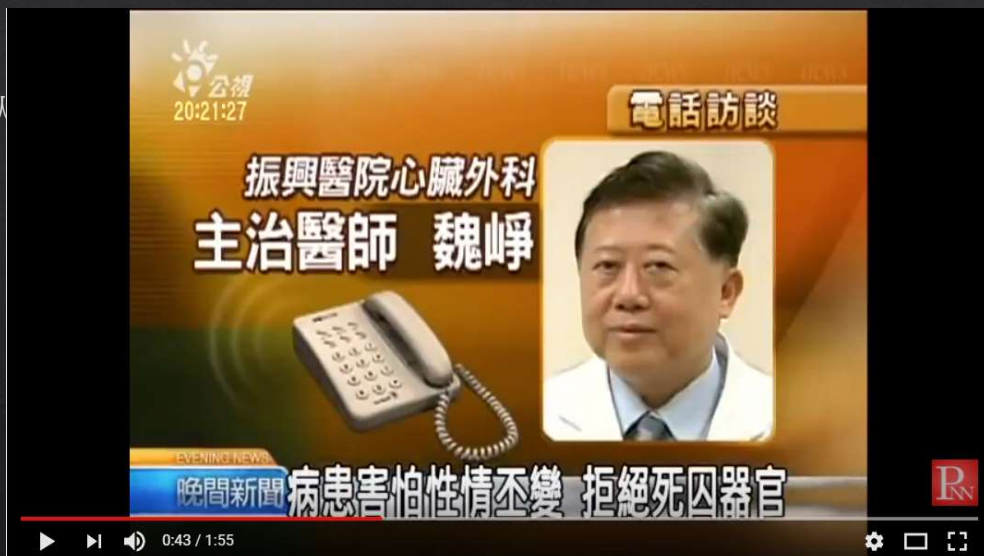 公視
20:21:27
電話訪談
振興醫院心臟外科
主治醫師 魏崢
EVENING NEWS
晚間新聞
病患害怕性情丕變 拒絕死囚器官
PNN
0:43 / 1:55